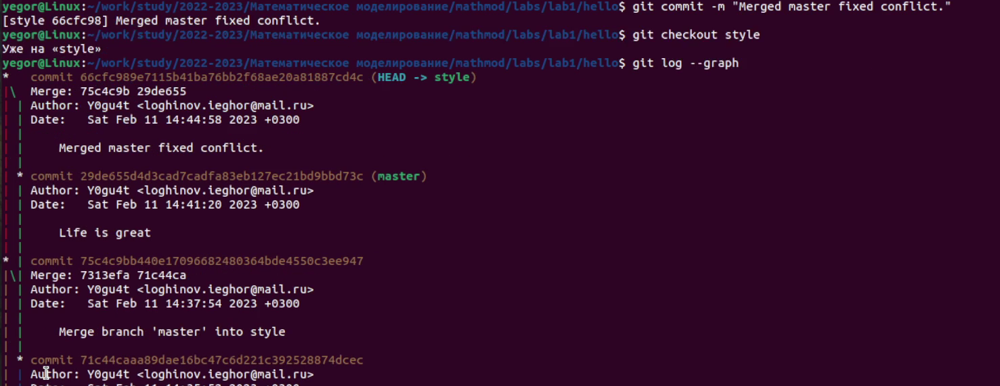 yegor@Linux:~/work/study/2022-2023/Математическое моделирование/mathmod/labs/lab1/hello$ git commit -m "Merged master fixed conflict."
[style 66cfc98] Merged master fixed conflict.
yegor@Linux:~/work/study/2022-2023/Математическое моделирование/mathmod/labs/lab1/hello$ git checkout style
Уже на «style»
yegor@Linux:~/work/study/2022-2023/Математическое моделирование/mathmod/labs/lab1/hello$ git log --graph
*   commit 66cfc989e7115b41ba76bb2f68ae20a81887cd4c (HEAD -> style)
|\  Merge: 75c4c9b 29de655
| | Author: Y0gu4t <loghinov.ieghor@mail.ru>
| | Date:   Sat Feb 11 14:44:58 2023 +0300
| |
| |     Merged master fixed conflict.
| |
| * commit 29de655d4d3cad7cadfa83eb127ec21bd9bbd73c (master)
| | Author: Y0gu4t <loghinov.ieghor@mail.ru>
| | Date:   Sat Feb 11 14:41:20 2023 +0300
| |
| |     Life is great
| |
* | commit 75c4c9bb440e17096682480364bde4550c3ee947
|\| Merge: 7313efa 71c44ca
| | Author: Y0gu4t <loghinov.ieghor@mail.ru>
| | Date:   Sat Feb 11 14:37:54 2023 +0300
| |
| |     Merge branch 'master' into style
| |
| * commit 71c44caaa89dae16bc47c6d221c392528874dcec
| | Author: Y0gu4t <loghinov.ieghor@mail.ru>